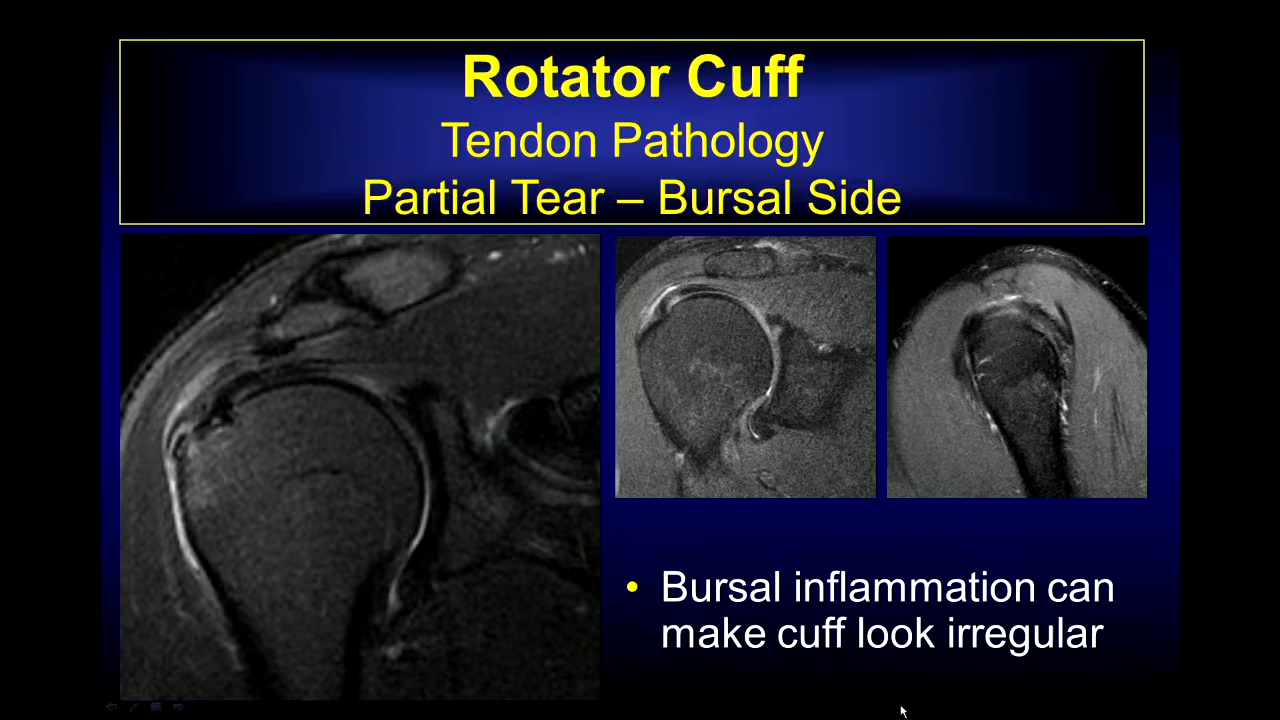 Rotator Cuff
Tendon Pathology
Partial Tear – Bursal Side
• Bursal inflammation can
make cuff look irregular